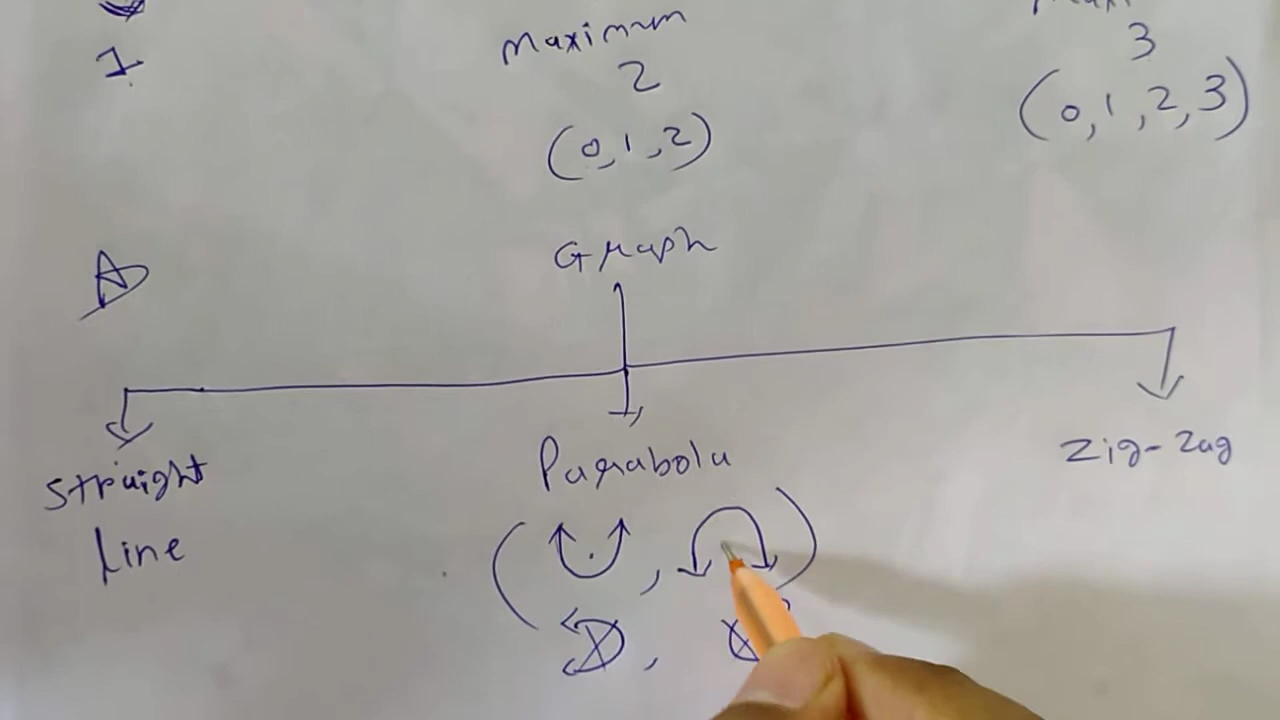 1
Maximum
2
(0,1,2)
3
(0,1,2,3)
Graph
Straight
Line
Parabola
Zig-Zag